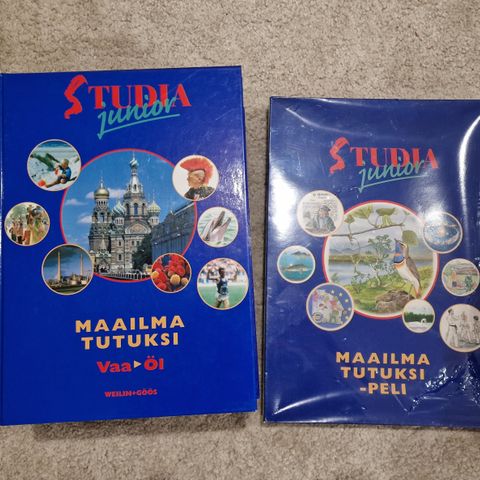 STUDIA
junior
MAAILMA
TUTUKSI
Vaa►Öl
WEILIN+GÖÖS
STUDIA
junior
MAAILMA
TUTUKSI
-PELI